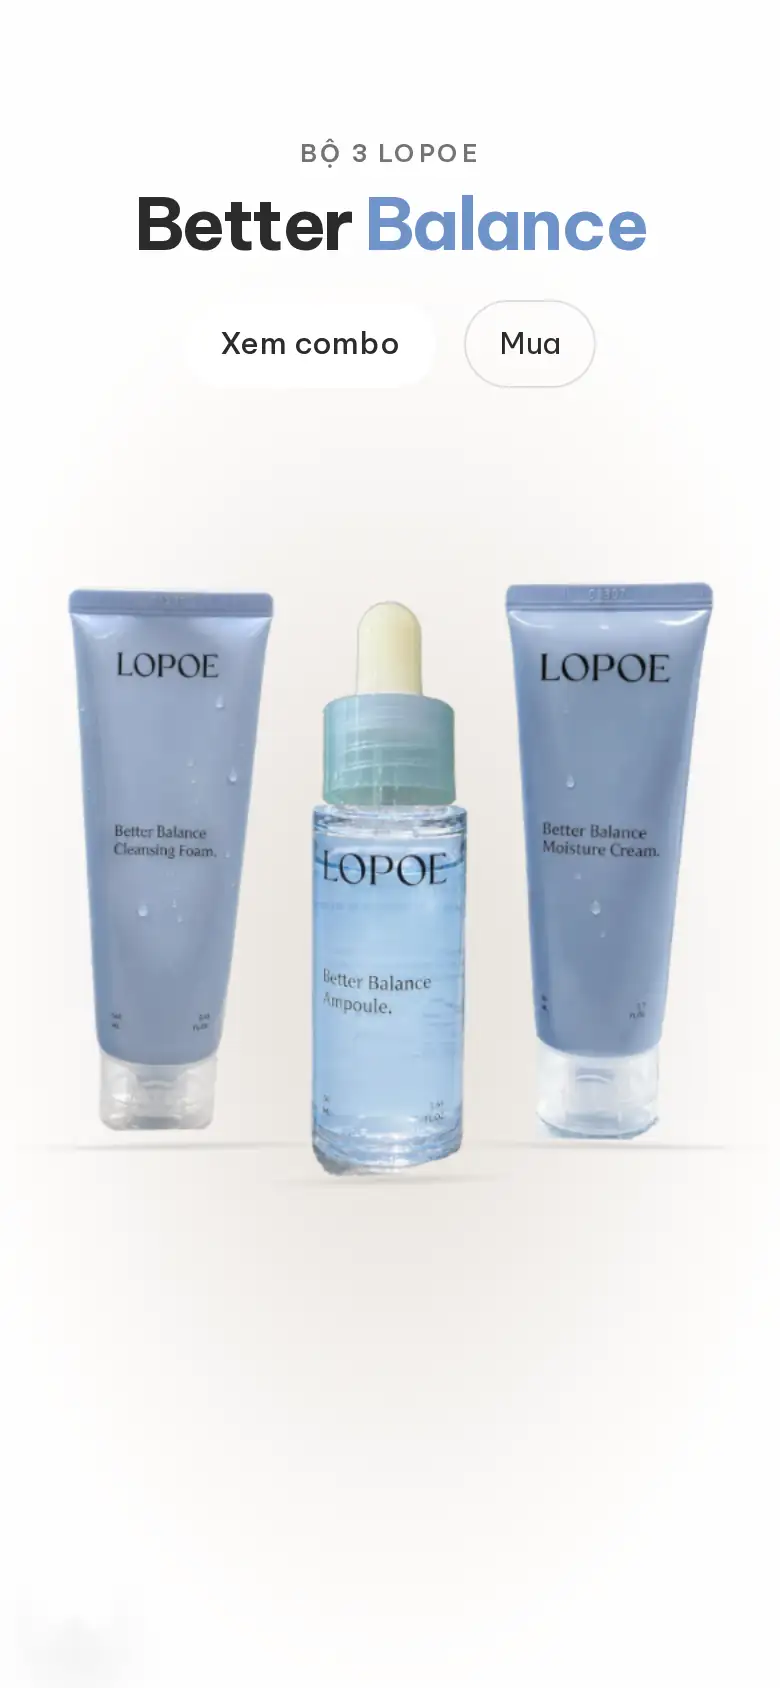 BỘ 3 LOPOE
Better Balance
Xem combo
Mua
LOPOE
Better Balance
Cleansing Foam.
LOPOE
Better Balance
Ampoule.
LOPOE
Better Balance
Moisture Cream.